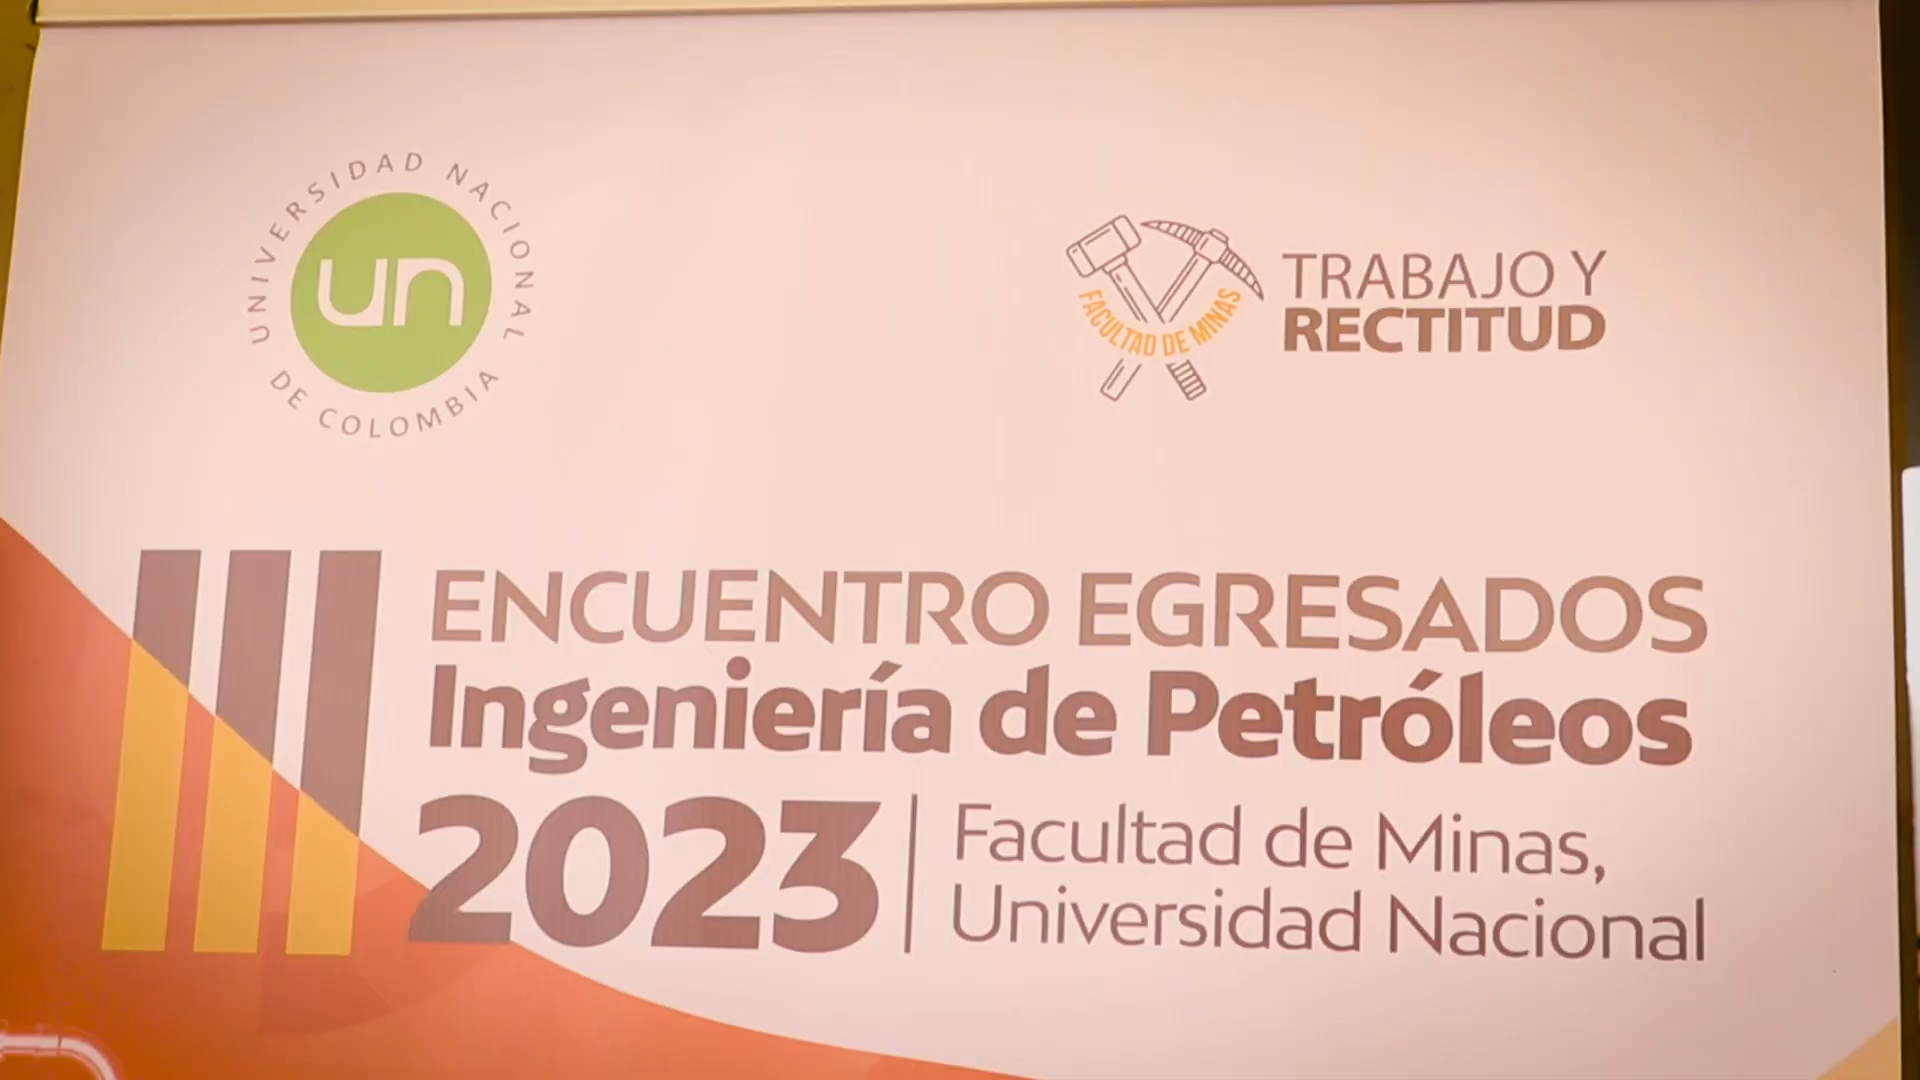 UNIVERSIDAD NACIONAL
DE COLOMBIA
un
FACULTAD DE MINAS
TRABAJO Y
RECTITUD
III
ENCUENTRO EGRESADOS
Ingeniería de Petróleos
2023
Facultad de Minas,
Universidad Nacional